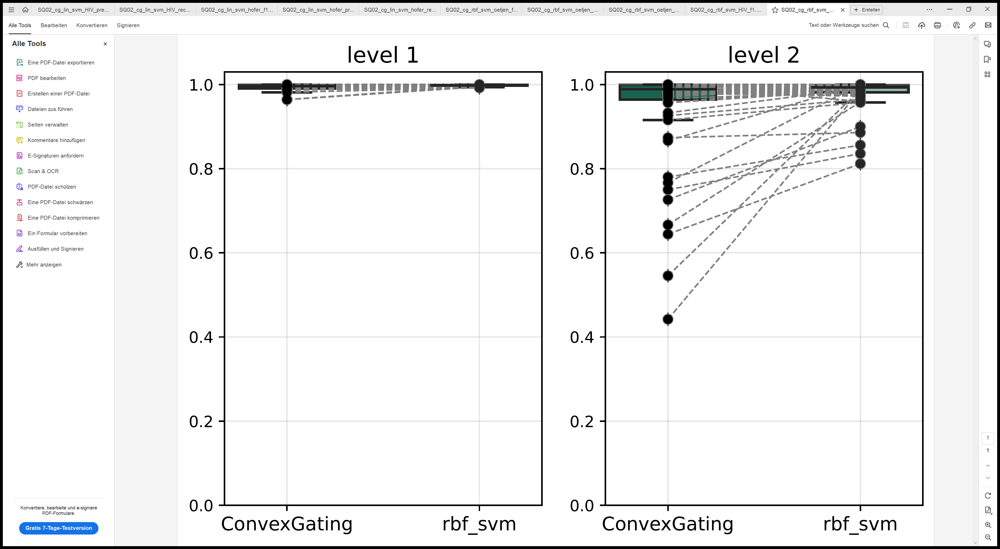 SQ02_cg_lin_svm_HIV_pre... SQ02_cg_lin_svm_HIV_rec... SQ02_cg_lin_svm_hofer_f1... SQ02_cg_lin_svm_hofer_pr... SQ02_cg_lin_svm_hofer_re... SQ02_cg_rbf_svm_oetjen_f... SQ02_cg_rbf_svm_oetjen_... SQ02_cg_rbf_svm_oetjen_... SQ02_cg_rbf_svm_HIV_f1.... SQ02_cg_rbf_svm_... Erstellen
Alle Tools Bearbeiten Konvertieren Signieren Text oder Werkzeuge suchen
Alle Tools
Eine PDF-Datei exportieren
PDF bearbeiten
Erstellen einer PDF-Datei
Dateien zus.führen
Seiten verwalten
Kommentare hinzufügen
E-Signaturen anfordern
Scan & OCR
PDF-Datei schützen
Eine PDF-Datei schwärzen
Eine PDF-Datei komprimieren
Ein Formular vorbereiten
Ausfüllen und Signieren
Mehr anzeigen
Konvertiere, bearbeite und e-signiere
PDF-Formulare.
Gratis 7-Tage-Testversion
level 1
1.0
0.8
0.6
0.4
0.2
0.0
ConvexGating rbf_svm
level 2
1.0
0.8
0.6
0.4
0.2
0.0
ConvexGating rbf_svm
1
1